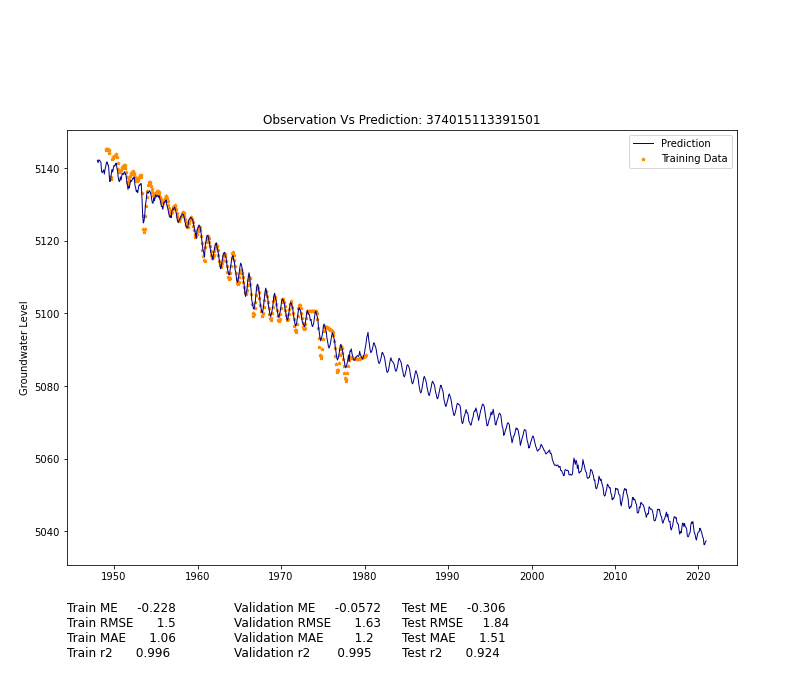 Observation Vs Prediction: 374015113391501
Prediction
Training Data
Groundwater Level
5140
5120
5100
5080
5060
5040
1950 1960 1970 1980 1990 2000 2010 2020
Train ME -0.228 Validation ME -0.0572 Test ME -0.306
Train RMSE 1.5 Validation RMSE 1.63 Test RMSE 1.84
Train MAE 1.06 Validation MAE 1.2 Test MAE 1.51
Train r2 0.996 Validation r2 0.995 Test r2 0.924